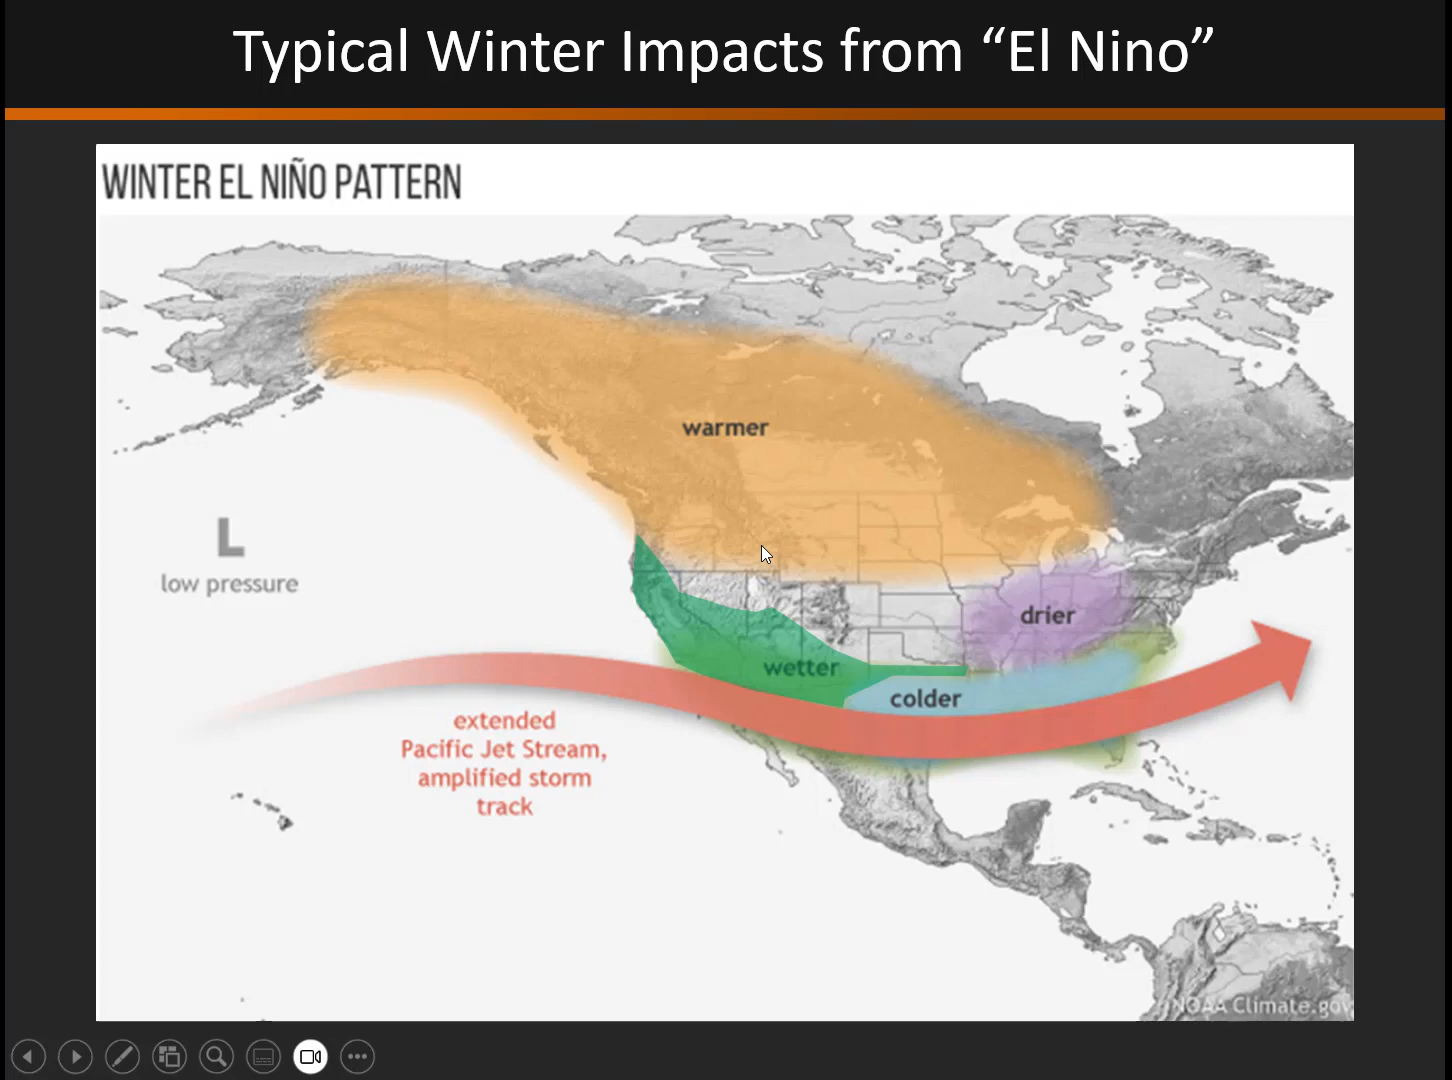 Typical Winter Impacts from “El Nino”
WINTER EL NIÑO PATTERN
warmer
L
low pressure
drier
wetter
colder
extended
Pacific Jet Stream,
amplified storm
track
NOAA Climate.gov